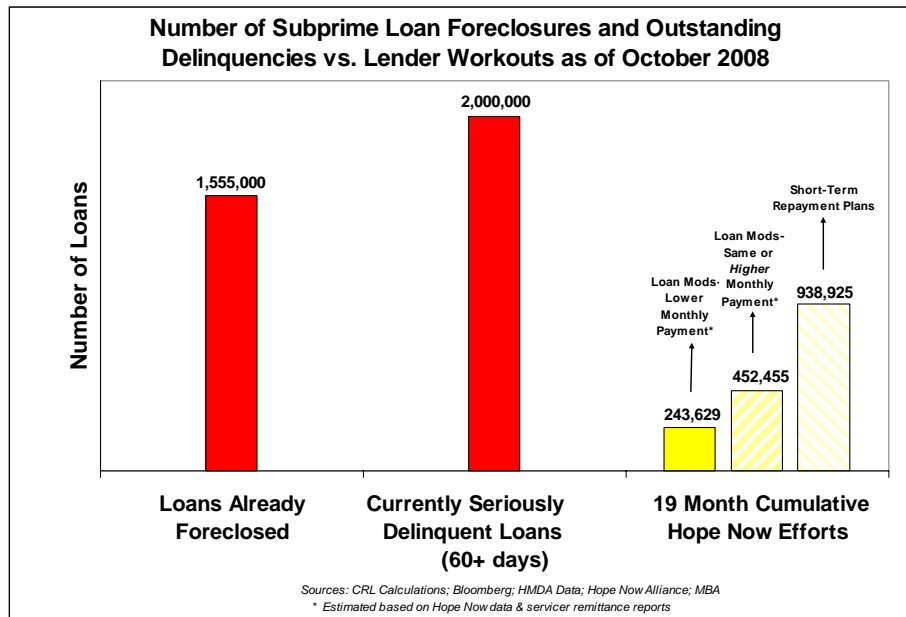 Number of Subprime Loan Foreclosures and Outstanding
Delinquencies vs. Lender Workouts as of October 2008
Number of Loans
1,555,000
2,000,000
Loan Mods-
Lower
Monthly
Payment*
243,629
Loan Mods-
Same or
Higher
Monthly
Payment*
452,455
Short-Term
Repayment Plans
938,925
Loans Already
Foreclosed
Currently Seriously
Delinquent Loans
(60+ days)
19 Month Cumulative
Hope Now Efforts
Sources: CRL Calculations; Bloomberg; HMDA Data; Hope Now Alliance; MBA
* Estimated based on Hope Now data & servicer remittance reports